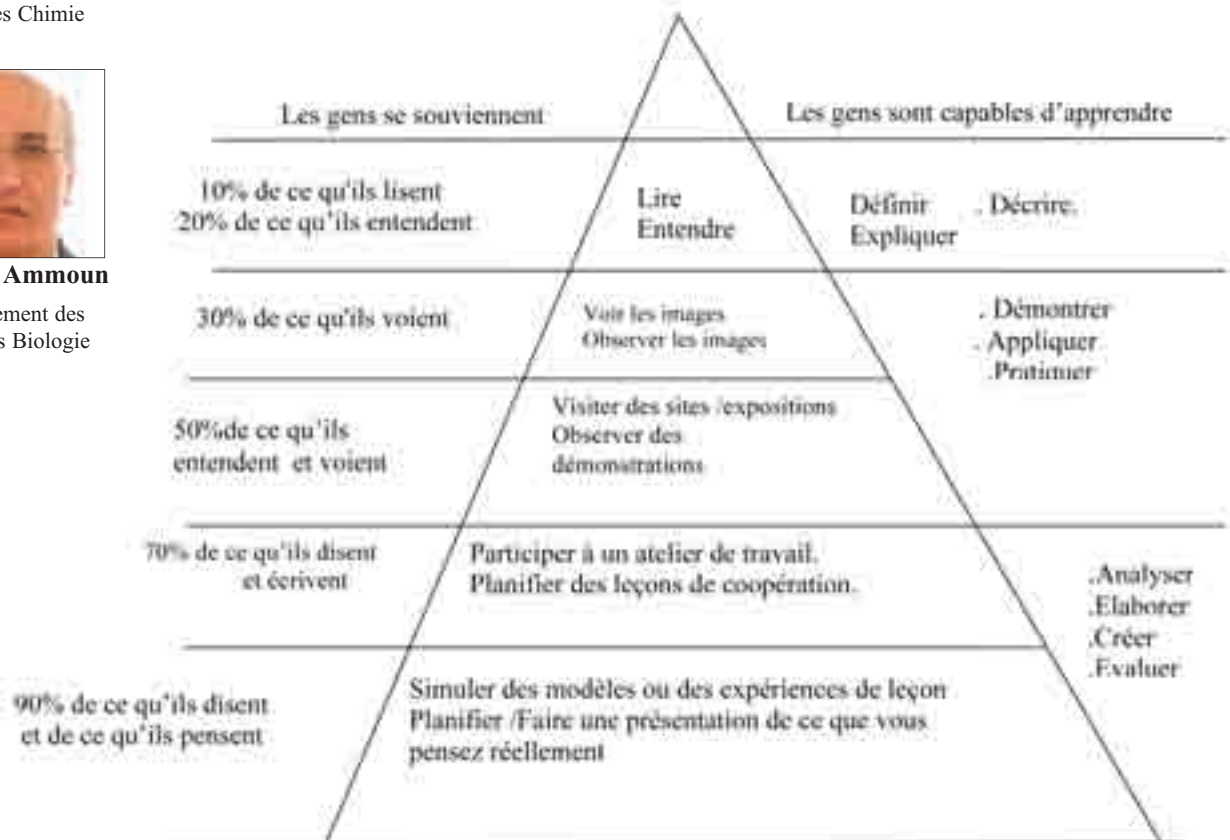 es Chimie
Ammoun
ement des
s Biologie
Les gens se souviennent
Les gens sont capables d'apprendre
10% de ce qu'ils lisent
20% de ce qu'ils entendent
Lire
Entendre
Définir . Décrire.
Expliquer
30% de ce qu'ils voient
Voir les images
Observer les images
. Démontrer
. Appliquer
.Pratiquer
50%de ce qu'ils
entendent et voient
Visiter des sites /expositions
Observer des
démonstrations
70% de ce qu'ils disent
et écrivent
Participer à un atelier de travail.
Planifier des leçons de coopération.
.Analyser
.Elaborer
.Créer
.Evaluer
90% de ce qu'ils disent
et de ce qu'ils pensent
Simuler des modèles ou des expériences de leçon
Planifier /Faire une présentation de ce que vous
pensez réellement